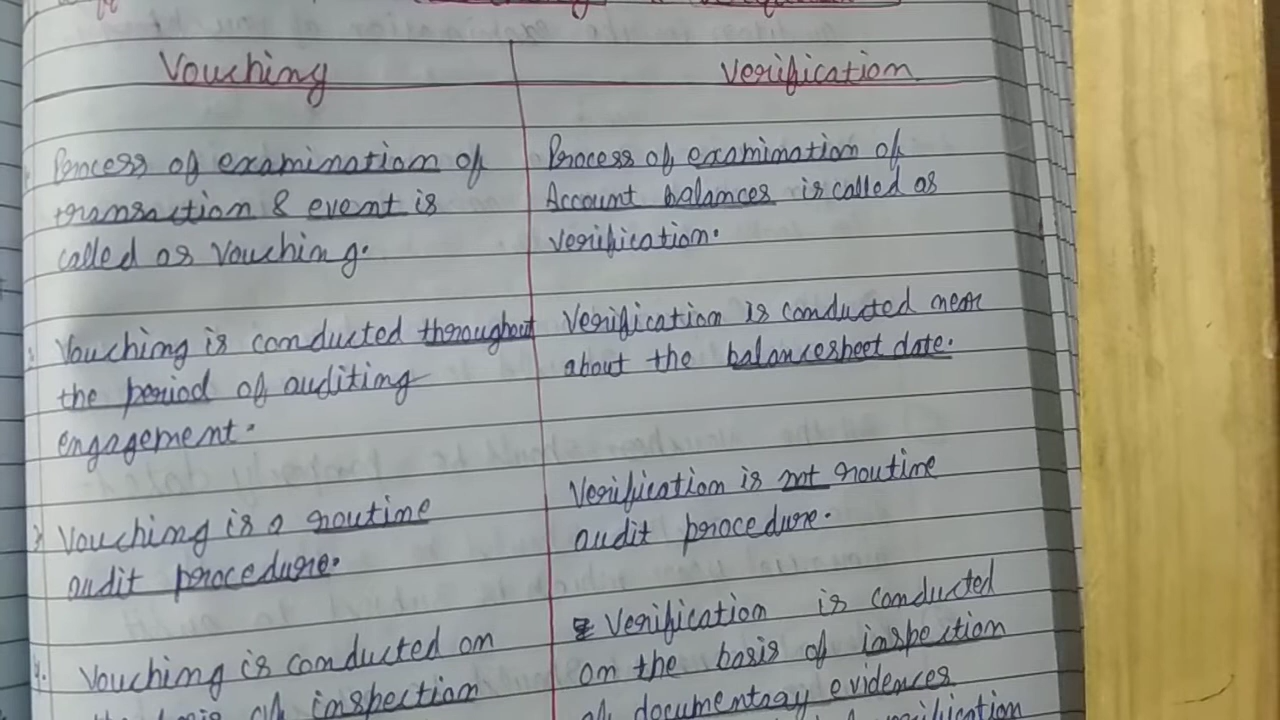 Vouching
Verification
Process of examination of
transaction & event is
called as Vouching.
Process of examination of
Account balances is called as
verification.
2. Vouching is conducted throughout
the period of auditing
engagement.
Verification is conducted near
about the balancesheet date.
3. Vouching is a routine
audit procedure.
Verification is not routine
audit procedure.
4. Vouching is conducted on
inspection
Verification is conducted
on the basis of inspection
of documentary evidences